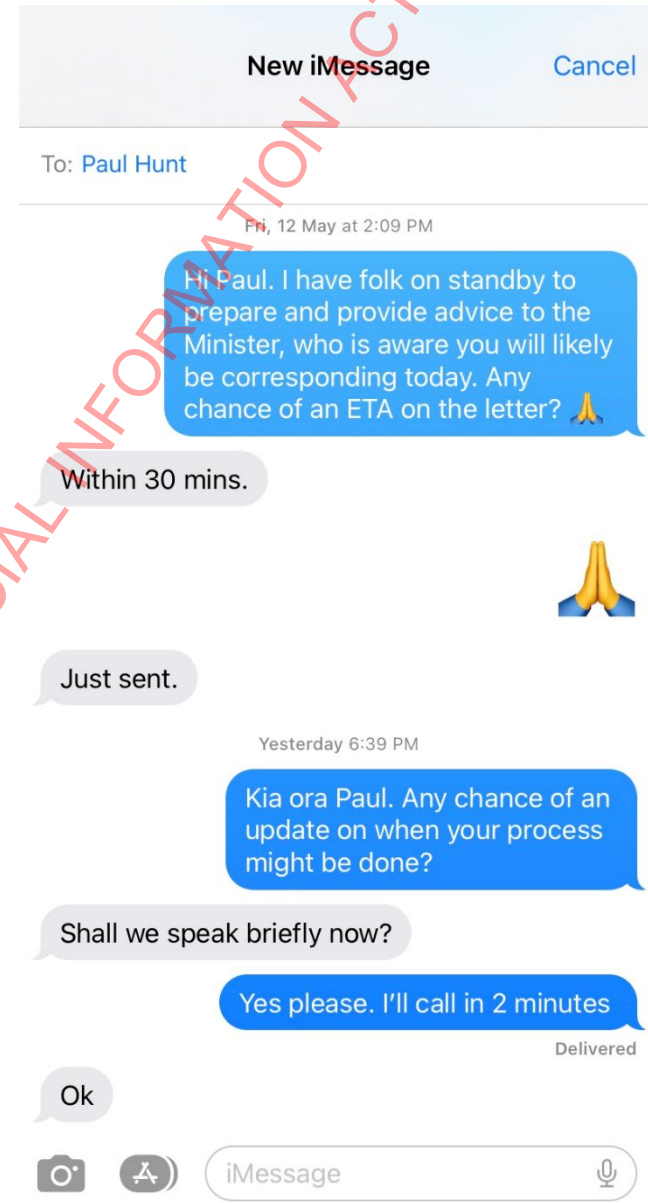 New iMessage Cancel
To: Paul Hunt
Fri, 12 May at 2:09 PM
Hi Paul. I have folk on standby to
prepare and provide advice to the
Minister, who is aware you will likely
be corresponding today. Any
chance of an ETA on the letter? 🙏
Within 30 mins.
🙏
Just sent.
Yesterday 6:39 PM
Kia ora Paul. Any chance of an
update on when your process
might be done?
Shall we speak briefly now?
Yes please. I'll call in 2 minutes
Delivered
Ok
iMessage
INFORMATION ACT